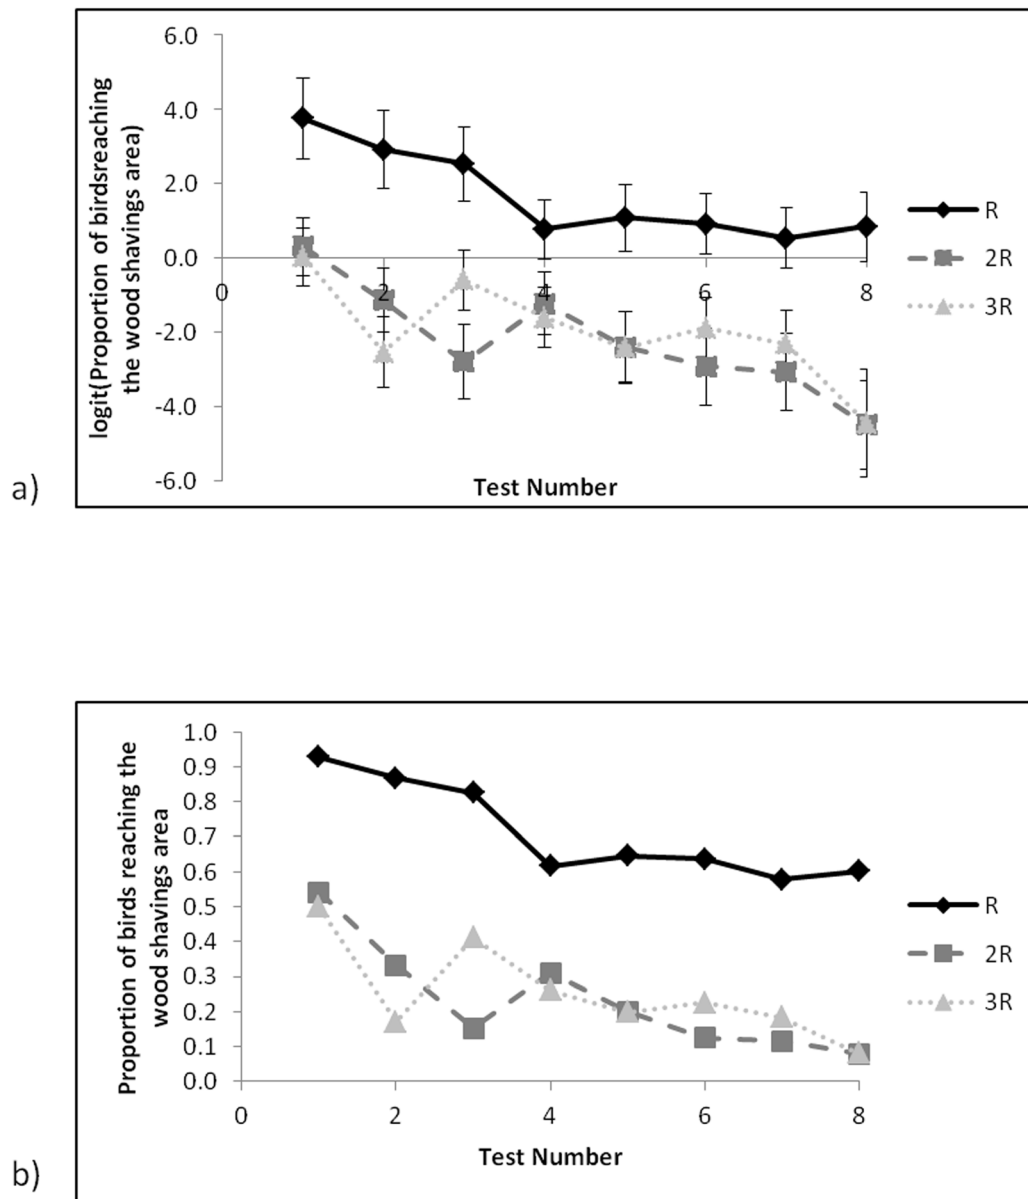 6.0
4.0
2.0
0.0
-2.0
-4.0
-6.0
0
2
4
6
8
logit(Proportion of birdsreaching
the wood shavings area)
Test Number
R
2R
3R
a)
1.0
0.9
0.8
0.7
0.6
0.5
0.4
0.3
0.2
0.1
0.0
0
2
4
6
8
Proportion of birds reaching the
wood shavings area
Test Number
R
2R
3R
b)